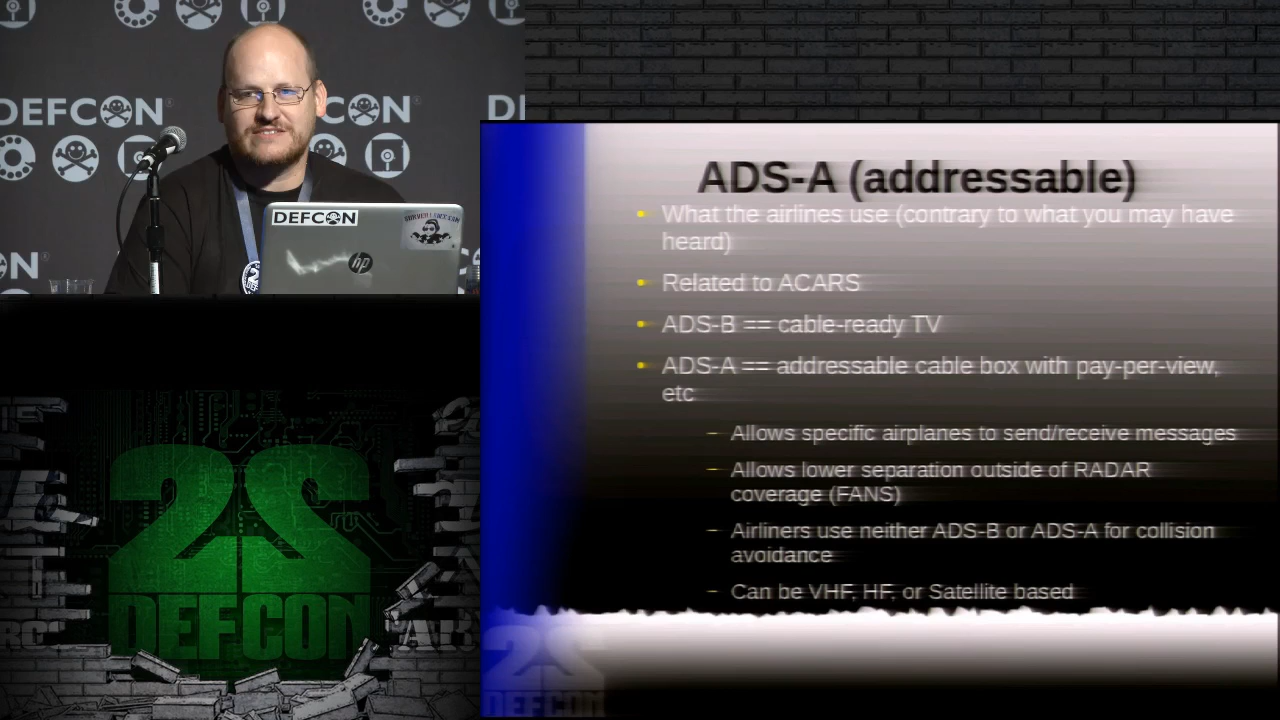 DEFCON
CON
DE
N
DEFCON
hp
ADS-A (addressable)
What the airlines use (contrary to what you may have
heard)
Related to ACARS
ADS-B == cable-ready TV
ADS-A == addressable cable box with pay-per-view,
etc
– Allows specific airplanes to send/receive messages
– Allows lower separation outside of RADAR
coverage (FANS)
– Airliners use neither ADS-B or ADS-A for collision
avoidance
– Can be VHF, HF, or Satellite based
22
DEFCON
22
DEFCON